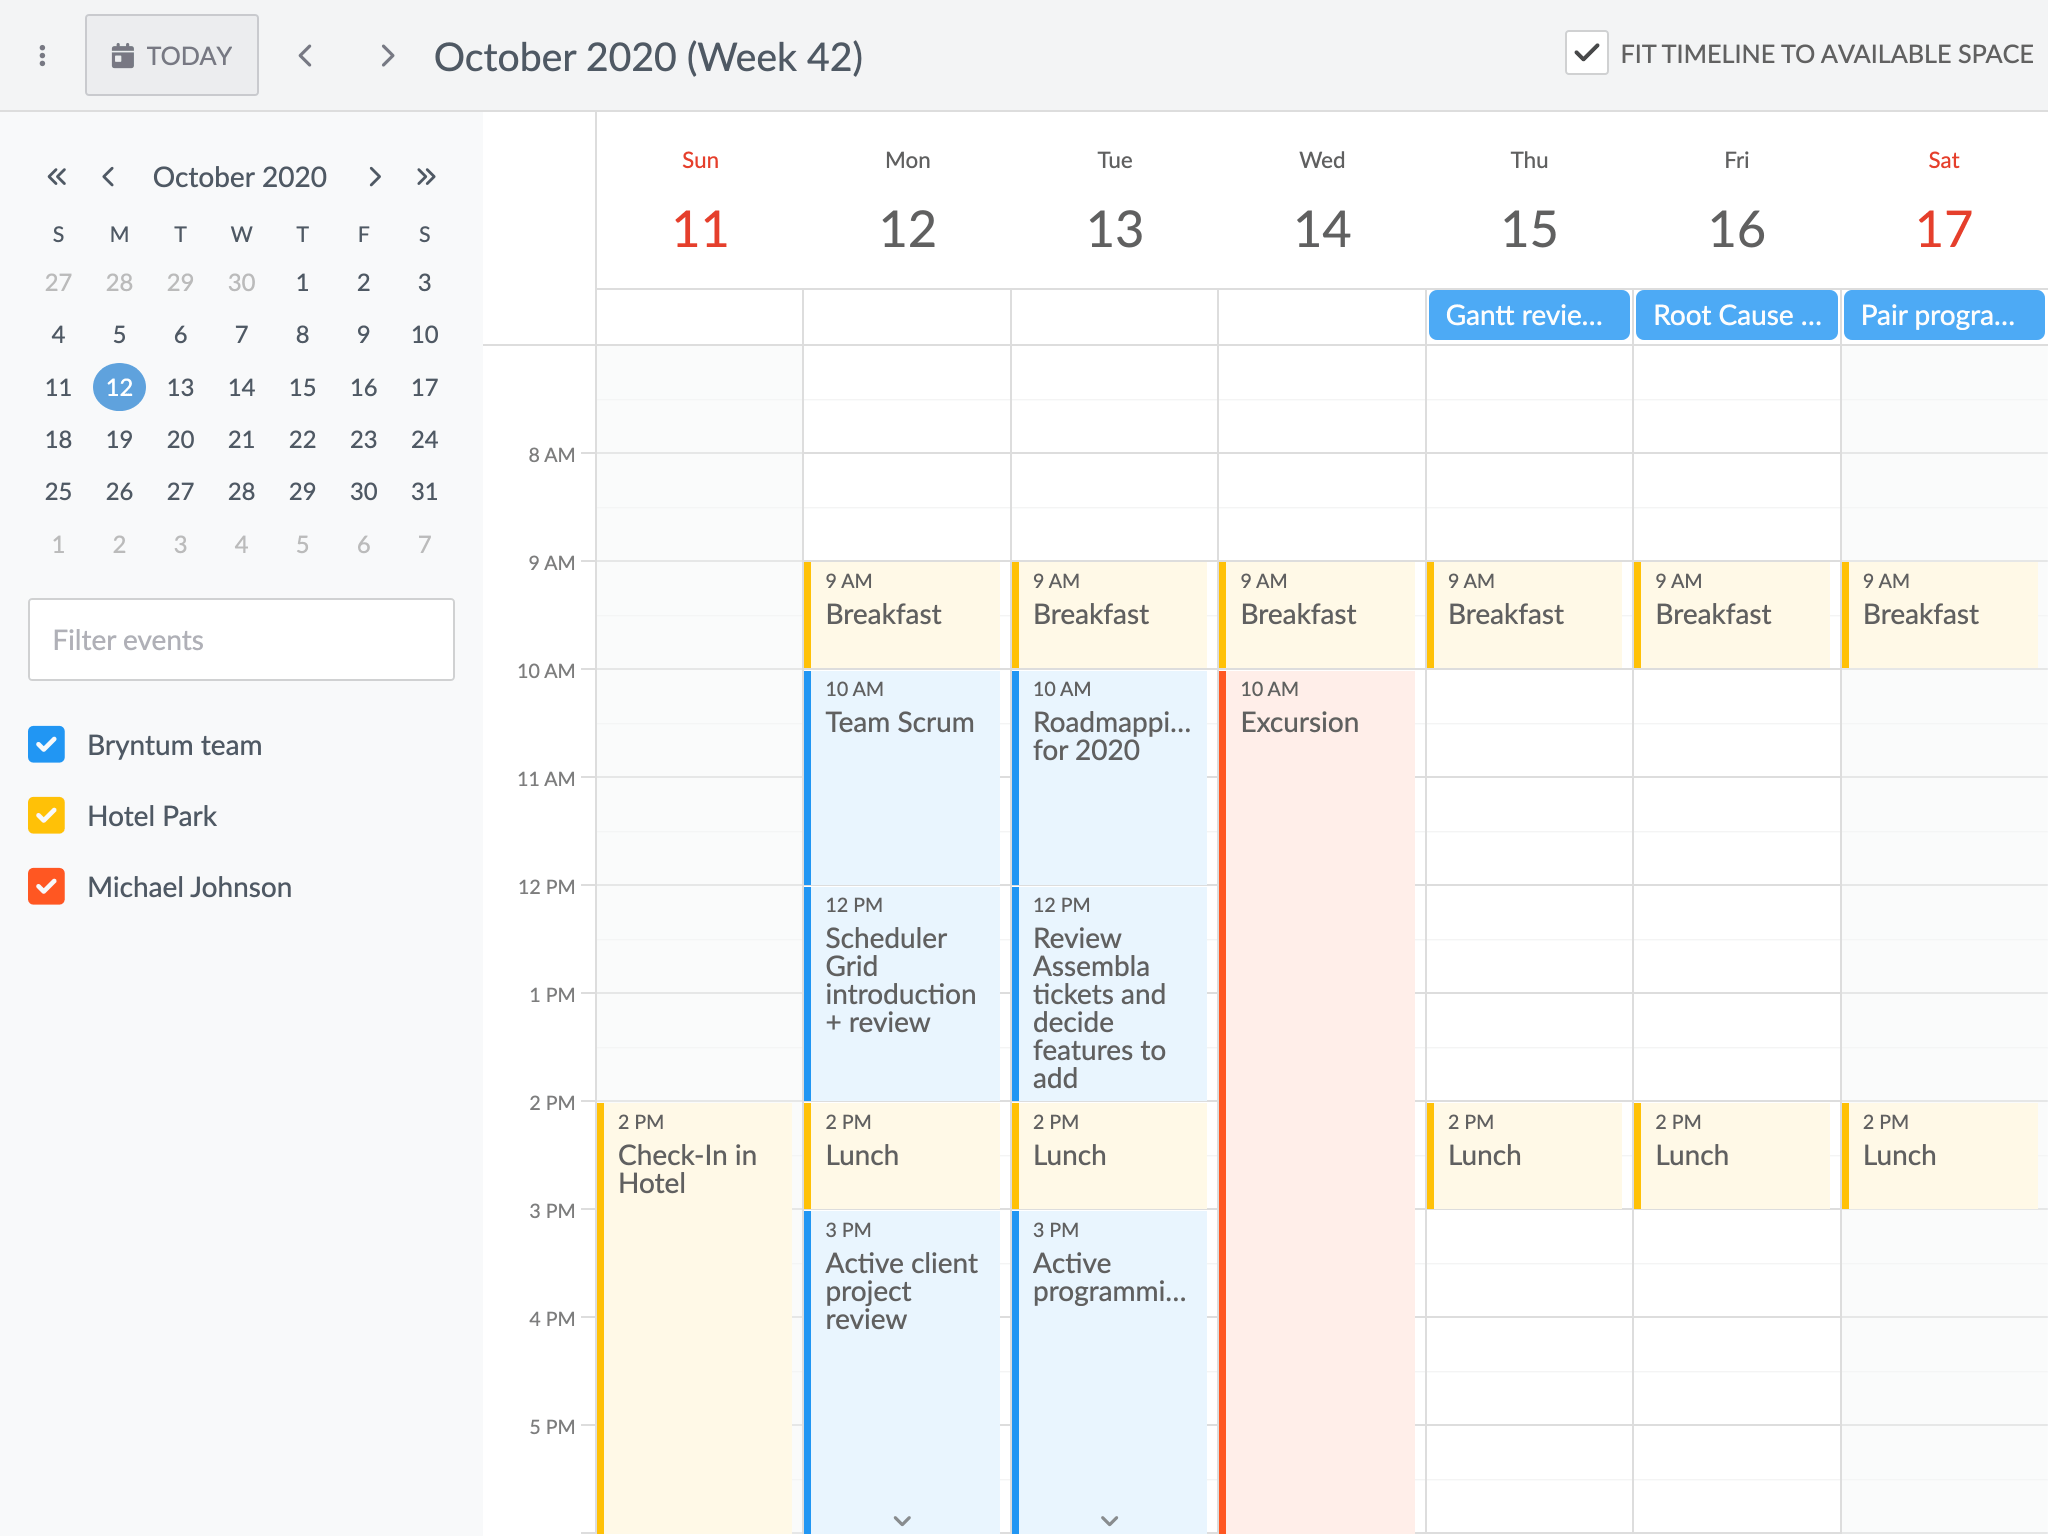 TODAY
October 2020 (Week 42)
FIT TIMELINE TO AVAILABLE SPACE
October 2020
S M T W T F S
27 28 29 30 1 2 3
4 5 6 7 8 9 10
11 12 13 14 15 16 17
18 19 20 21 22 23 24
25 26 27 28 29 30 31
1 2 3 4 5 6 7
Filter events
Bryntum team
Hotel Park
Michael Johnson
Sun Mon Tue Wed Thu Fri Sat
11 12 13 14 15 16 17
Gantt revie... Root Cause ... Pair progra...
8 AM
9 AM
10 AM
11 AM
12 PM
1 PM
2 PM
3 PM
4 PM
5 PM
2 PM
Check-In in
Hotel
9 AM
Breakfast
10 AM
Team Scrum
12 PM
Scheduler
Grid
introduction
+ review
2 PM
Lunch
3 PM
Active client
project
review
9 AM
Breakfast
10 AM
Roadmappi...
for 2020
12 PM
Review
Assembla
tickets and
decide
features to
add
2 PM
Lunch
3 PM
Active
programmi...
9 AM
Breakfast
10 AM
Excursion
9 AM
Breakfast
2 PM
Lunch
9 AM
Breakfast
2 PM
Lunch
9 AM
Breakfast
2 PM
Lunch